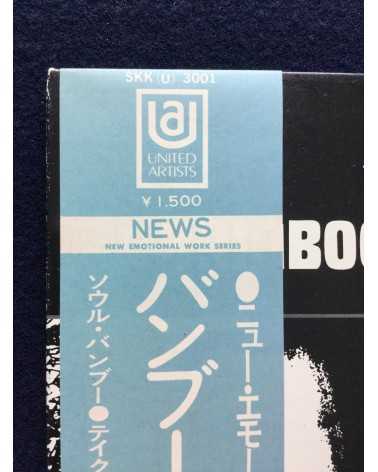 SKK (U) 3001
UA
UNITED
ARTISTS
¥1.500
NEWS
NEW EMOTIONAL WORK SERIES
●ニュー・エモー
バンブー
ソウル・バンブー●テイク